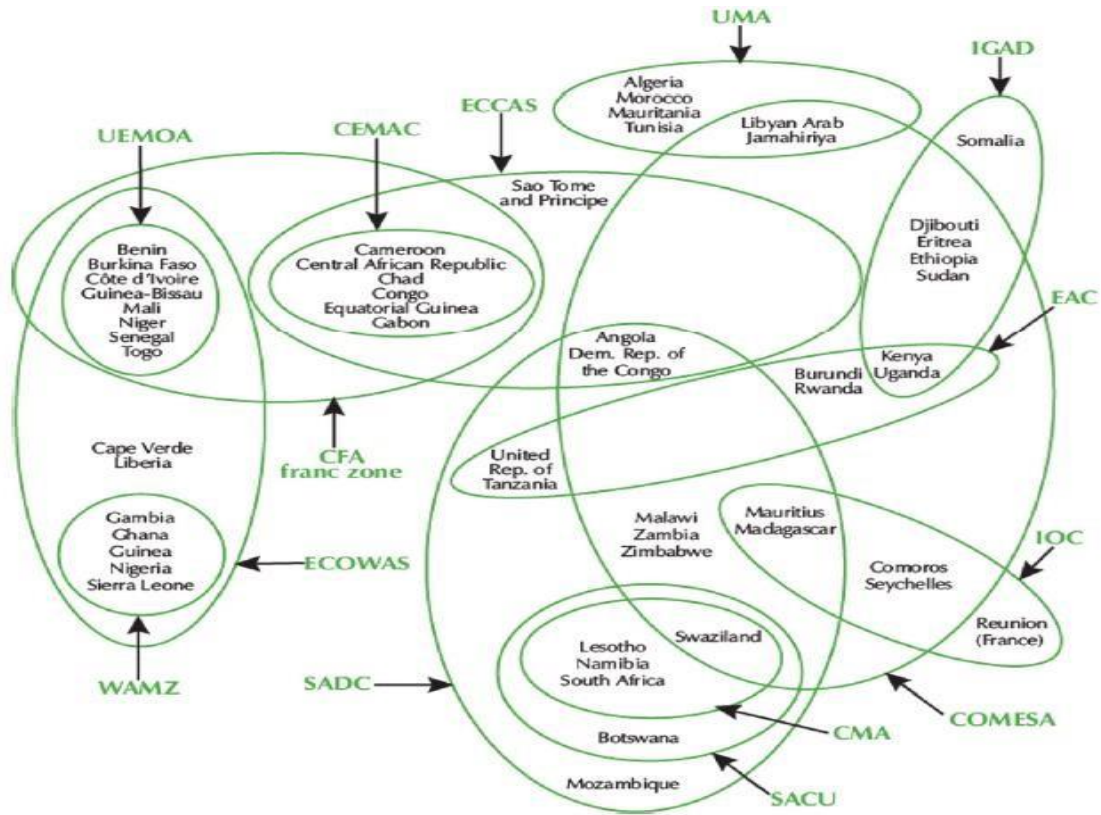 UMA
IGAD
Algeria
Morocco
Mauritania
Tunisia
ECCAS
CEMAC
Libyan Arab
Jamahiriya
UEMOA
Somalia
Sao Tome
and Principe
Benin
Burkina Faso
Côte d'Ivoire
Guinea-Bissau
Mali
Niger
Senegal
Togo
Cameroon
Central African Republic
Chad
Congo
Equatorial Guinea
Gabon
Djibouti
Eritrea
Ethiopia
Sudan
EAC
Angola
Dem. Rep. of
the Congo
Kenya
Uganda
Burundi
Rwanda
Cape Verde
Liberia
CFA
franc zone
United
Rep. of
Tanzania
Gambia
Ghana
Guinea
Nigeria
Sierra Leone
ECOWAS
Malawi
Zambia
Zimbabwe
Mauritius
Madagascar
IOC
Comoros
Seychelles
Reunion
(France)
Swaziland
Lesotho
Namibia
South Africa
WAMZ
SADC
COMESA
CMA
Botswana
Mozambique
SACU